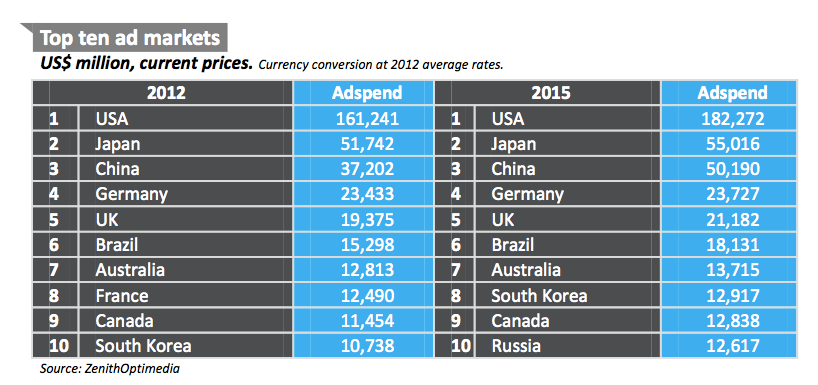 Top ten ad markets
US$ million, current prices. Currency conversion at 2012 average rates.
2012 Adspend 2015 Adspend
1 USA 161,241 1 USA 182,272
2 Japan 51,742 2 Japan 55,016
3 China 37,202 3 China 50,190
4 Germany 23,433 4 Germany 23,727
5 UK 19,375 5 UK 21,182
6 Brazil 15,298 6 Brazil 18,131
7 Australia 12,813 7 Australia 13,715
8 France 12,490 8 South Korea 12,917
9 Canada 11,454 9 Canada 12,838
10 South Korea 10,738 10 Russia 12,617
Source: ZenithOptimedia